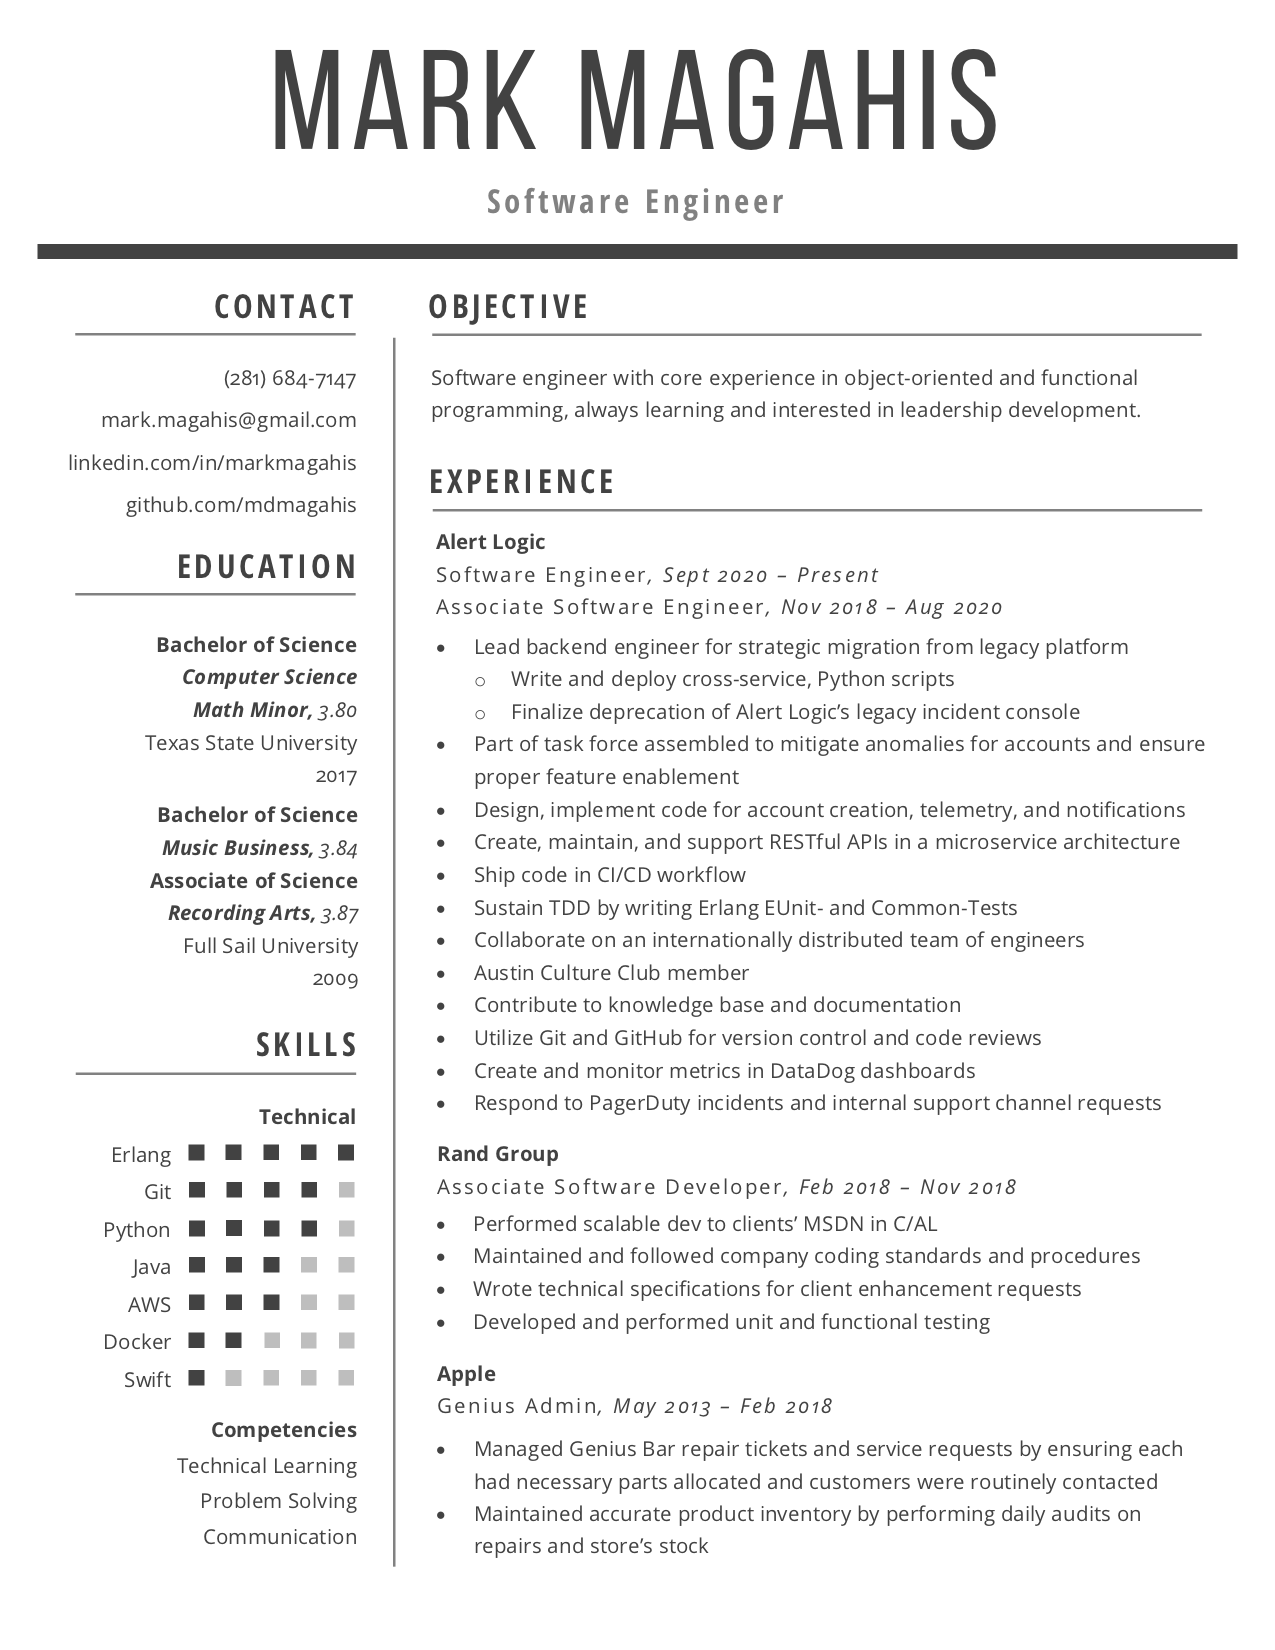 MARK MAGAHIS
Software Engineer
CONTACT
(281) 684-7147
mark.magahis@gmail.com
linkedin.com/in/markmagahis
github.com/mdmagahis
EDUCATION
Bachelor of Science
Computer Science
Math Minor, 3.80
Texas State University
2017
Bachelor of Science
Music Business, 3.84
Associate of Science
Recording Arts, 3.87
Full Sail University
2009
SKILLS
Technical
Erlang
Git
Python
Java
AWS
Docker
Swift
Competencies
Technical Learning
Problem Solving
Communication
OBJECTIVE
Software engineer with core experience in object-oriented and functional
programming, always learning and interested in leadership development.
EXPERIENCE
Alert Logic
Software Engineer, Sept 2020 – Present
Associate Software Engineer, Nov 2018 – Aug 2020
• Lead backend engineer for strategic migration from legacy platform
o Write and deploy cross-service, Python scripts
o Finalize deprecation of Alert Logic’s legacy incident console
• Part of task force assembled to mitigate anomalies for accounts and ensure
proper feature enablement
• Design, implement code for account creation, telemetry, and notifications
• Create, maintain, and support RESTful APIs in a microservice architecture
• Ship code in CI/CD workflow
• Sustain TDD by writing Erlang EUnit- and Common-Tests
• Collaborate on an internationally distributed team of engineers
• Austin Culture Club member
• Contribute to knowledge base and documentation
• Utilize Git and GitHub for version control and code reviews
• Create and monitor metrics in DataDog dashboards
• Respond to PagerDuty incidents and internal support channel requests
Rand Group
Associate Software Developer, Feb 2018 – Nov 2018
• Performed scalable dev to clients’ MSDN in C/AL
• Maintained and followed company coding standards and procedures
• Wrote technical specifications for client enhancement requests
• Developed and performed unit and functional testing
Apple
Genius Admin, May 2013 – Feb 2018
• Managed Genius Bar repair tickets and service requests by ensuring each
had necessary parts allocated and customers were routinely contacted
• Maintained accurate product inventory by performing daily audits on
repairs and store’s stock